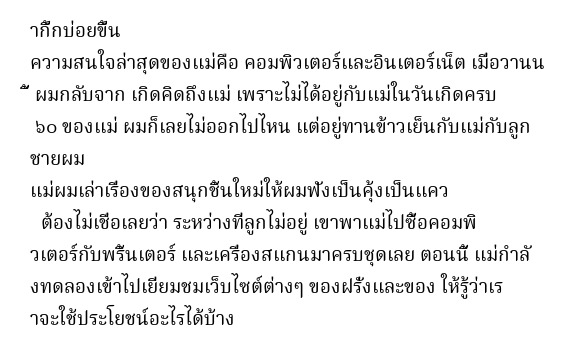 ากี๊กบ่อยขึ้น
ความสนใจล่าสุดของแม่คือ คอมพิวเตอร์และอินเตอร์เน็ต เมื่อวานน
ี้ ผมกลับจาก เกิดคิดถึงแม่ เพราะไม่ได้อยู่กับแม่ในวันเกิดครบ
๖๐ ของแม่ ผมก็เลยไม่ออกไปไหน แต่อยู่ทานข้าวเย็นกับแม่กับลูก
ชายผม
แม่ผมเล่าเรื่องของสนุกชิ้นใหม่ให้ผมฟังเป็นคุ้งเป็นแคว
ต้องไม่เชื่อเลยว่า ระหว่างที่ลูกไม่อยู่ เขาพาแม่ไปซื้อคอมพิ
วเตอร์กับพริ้นเตอร์ และเครื่องสแกนมาครบชุดเลย ตอนนี้ แม่กำลั
งทดลองเข้าไปเยี่ยมชมเว็บไซต์ต่างๆ ของฝรั่งและของ ให้รู้ว่าเร
าจะใช้ประโยชน์อะไรได้บ้าง